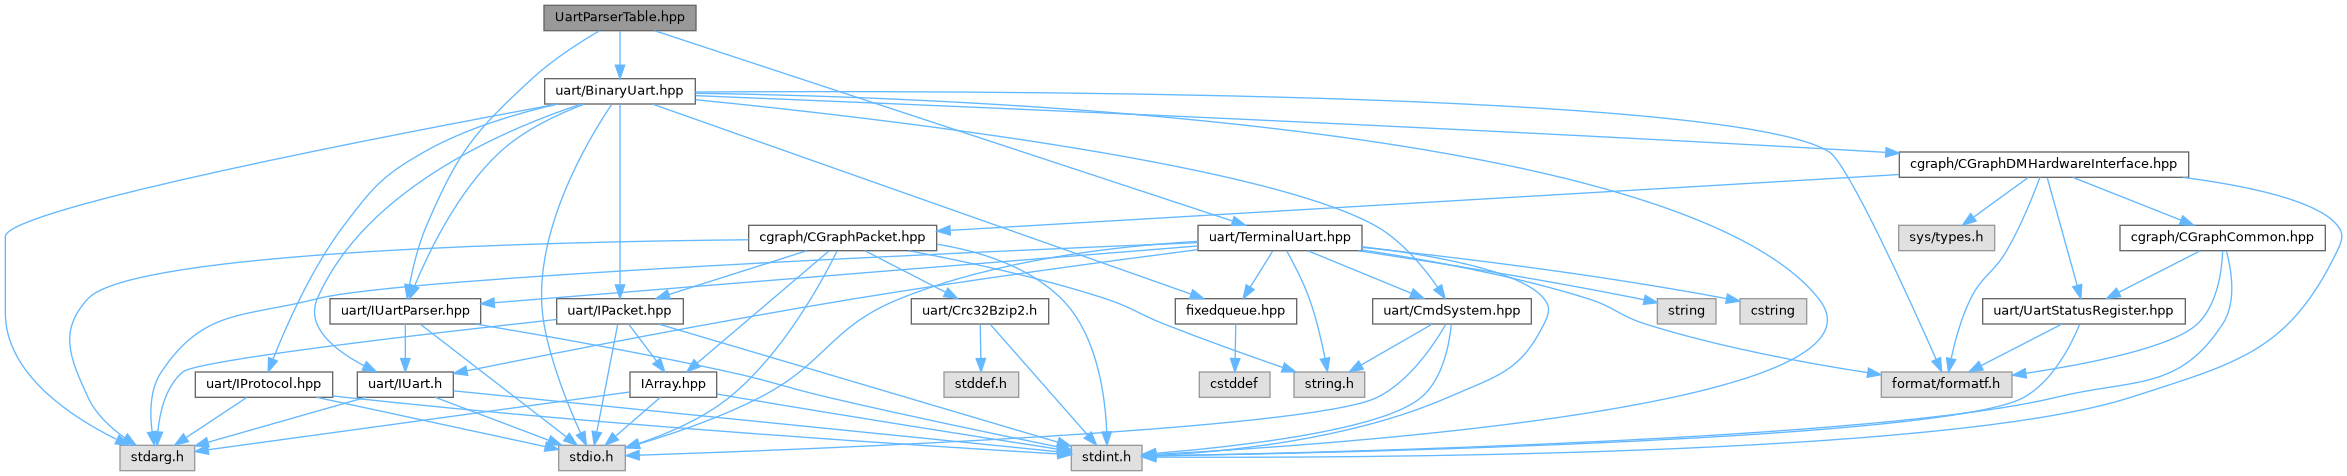 UartParserTable.hpp
uart/BinaryUart.hpp
cgraph/CGraphDMHardwareInterface.hpp
cgraph/CGraphPacket.hpp
uart/TerminalUart.hpp
sys/types.h
cgraph/CGraphCommon.hpp
uart/IUartParser.hpp
uart/IPacket.hpp
uart/Crc32Bzip2.h
fixedqueue.hpp
uart/CmdSystem.hpp
string
cstring
uart/UartStatusRegister.hpp
uart/IProtocol.hpp
uart/IUart.h
IArray.hpp
stddef.h
cstddef
string.h
format/formatf.h
stdarg.h
stdio.h
stdint.h